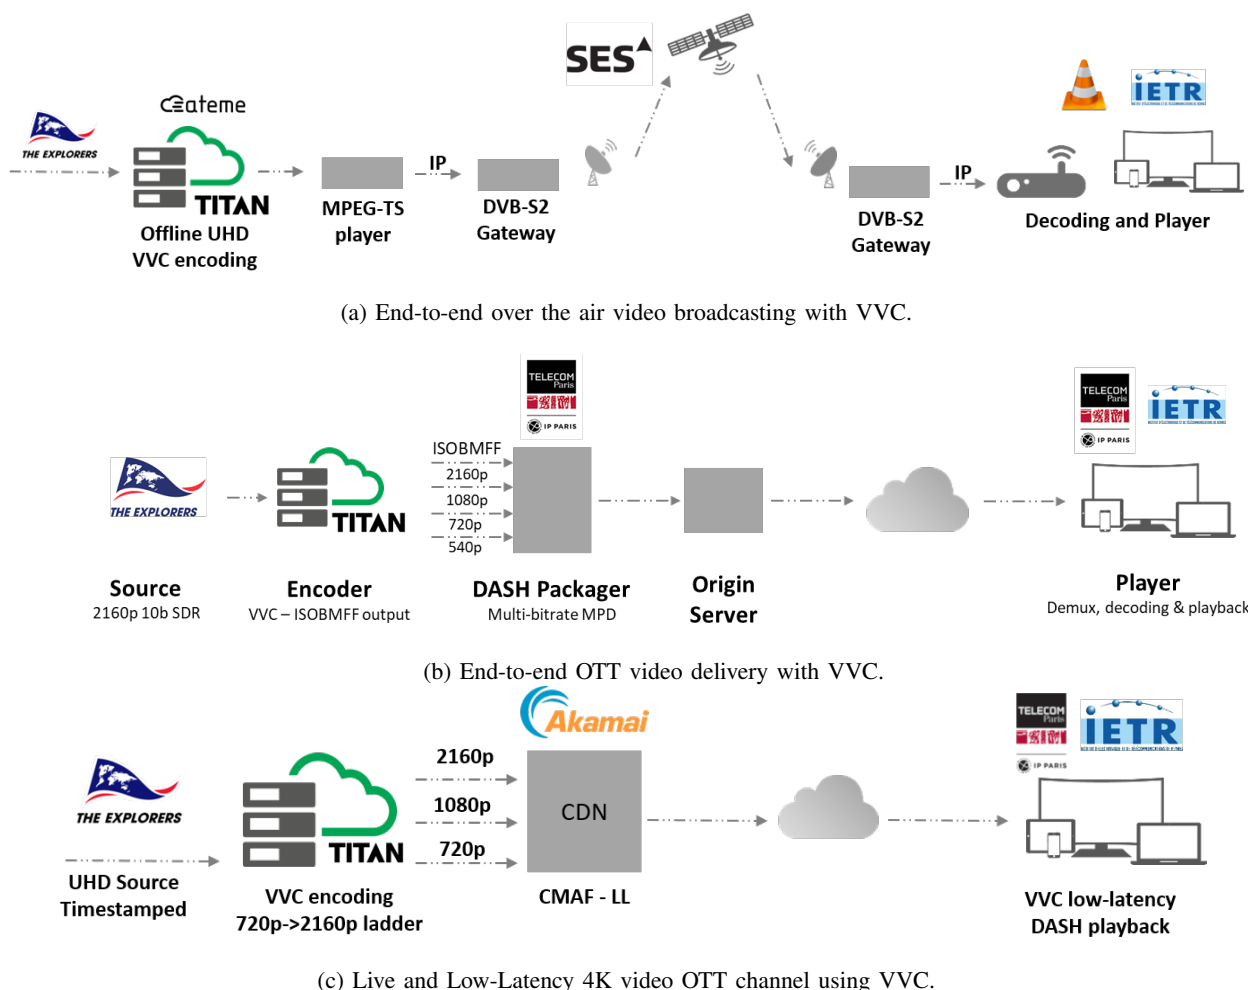 SES
ateme
iETR
THE EXPLORERS
TITAN
IP
IP
MPEG-TS
player
DVB-S2
Gateway
DVB-S2
Gateway
Decoding and Player
Offline UHD
VVC encoding
(a) End-to-end over the air video broadcasting with VVC.
TELECOM
Paris
IP PARIS
TELECOM
Paris
IP PARIS
iETR
ISOBMFF
2160p
1080p
720p
540p
THE EXPLORERS
TITAN
Source
2160p 10b SDR
Encoder
VVC – ISOBMFF output
DASH Packager
Multi-bitrate MPD
Origin
Server
Player
Demux, decoding & playback
(b) End-to-end OTT video delivery with VVC.
Akamai
TELECOM
Paris
IP PARIS
iETR
THE EXPLORERS
TITAN
2160p
1080p
720p
CDN
UHD Source
Timestamped
VVC encoding
720p->2160p ladder
CMAF - LL
VVC low-latency
DASH playback
(c) Live and Low-Latency 4K video OTT channel using VVC.